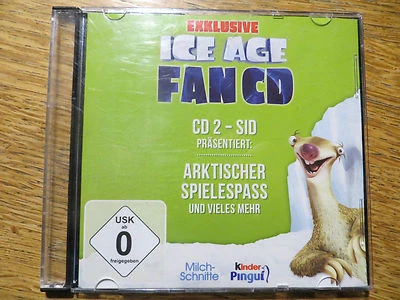 EXKLUSIVE
ICE AGE
FAN CD
CD 2 – SID
PRÄSENTIERT:
ARKTISCHER
SPIELESPASS
UND VIELES MEHR
USK
ab
0
freigegeben
Milch-
Schnitte
kinder
Pinguí